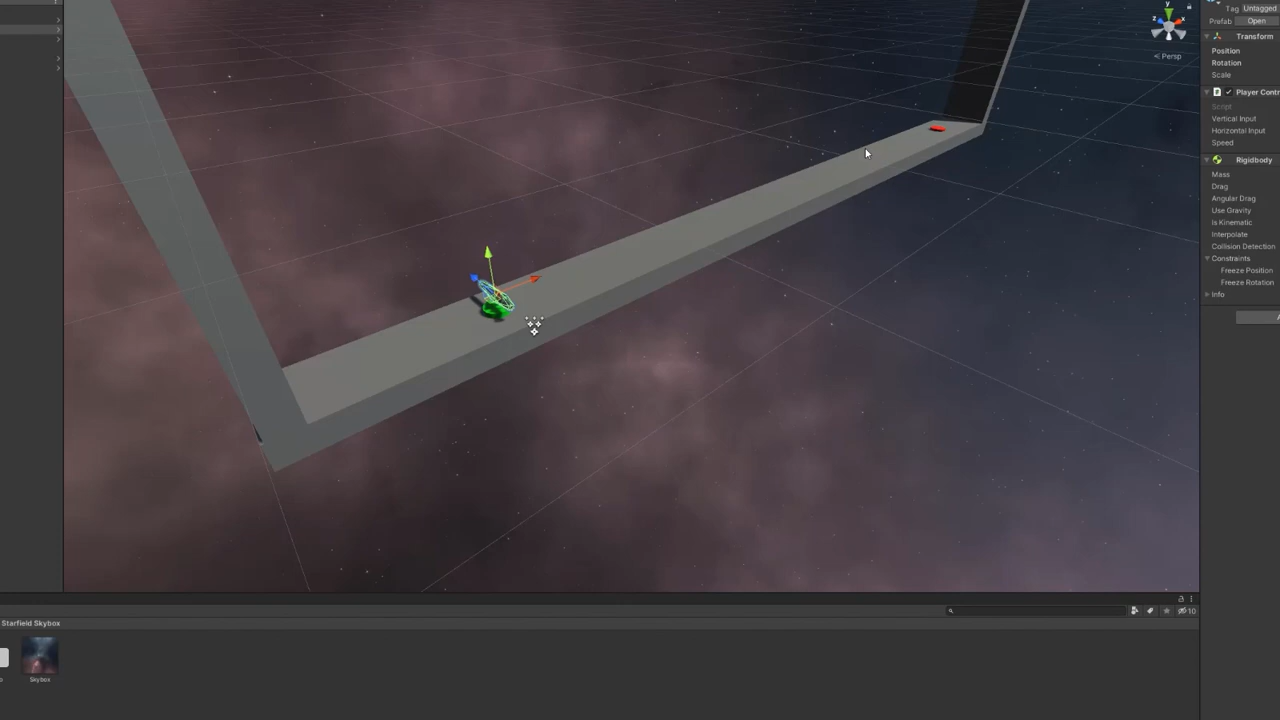 y
z
x
< Persp
Tag Untagged
Prefab Open
Transform
Position
Rotation
Scale
Player Contr
Script
Vertical Input
Horizontal Input
Speed
Rigidbody
Mass
Drag
Angular Drag
Use Gravity
Is Kinematic
Interpolate
Collision Detection
Constraints
Freeze Position
Freeze Rotation
Info
A
10
Starfield Skybox
Skybox